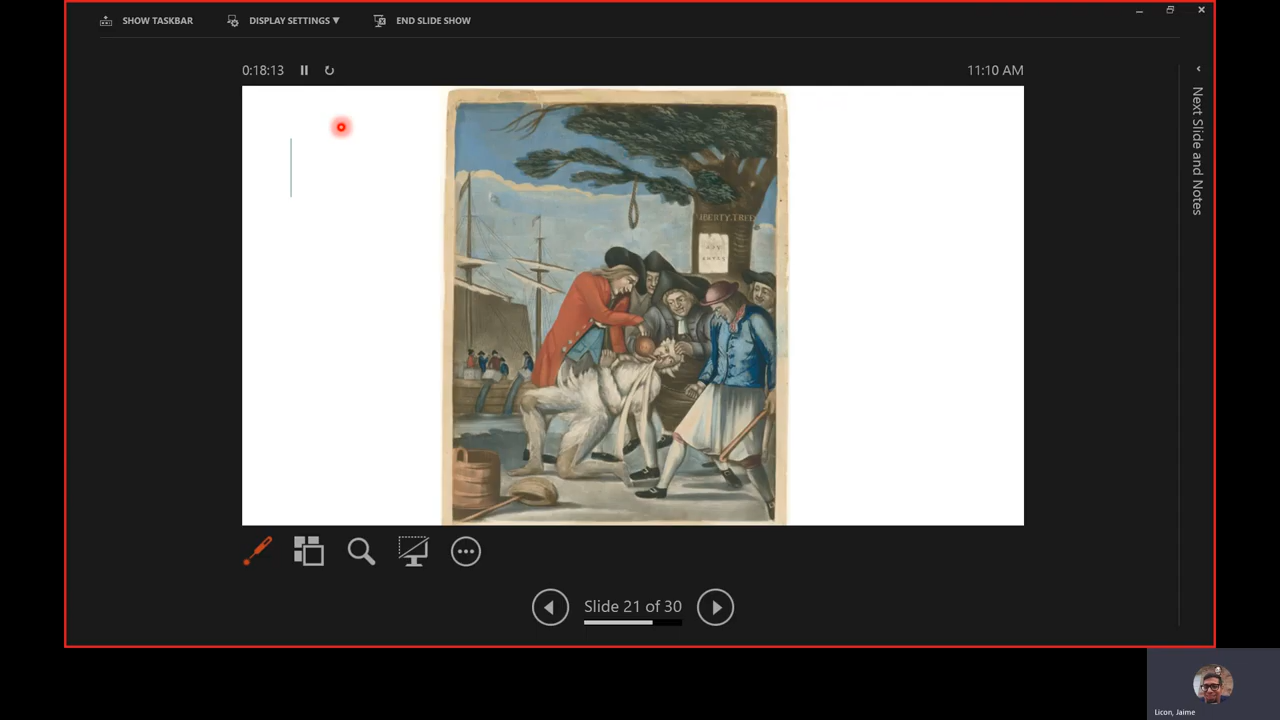 SHOW TASKBAR
DISPLAY SETTINGS ▼
END SLIDE SHOW
0:18:13
11:10 AM
Next Slide and Notes
LIBERTY TREE
Slide 21 of 30
Licon, Jaime